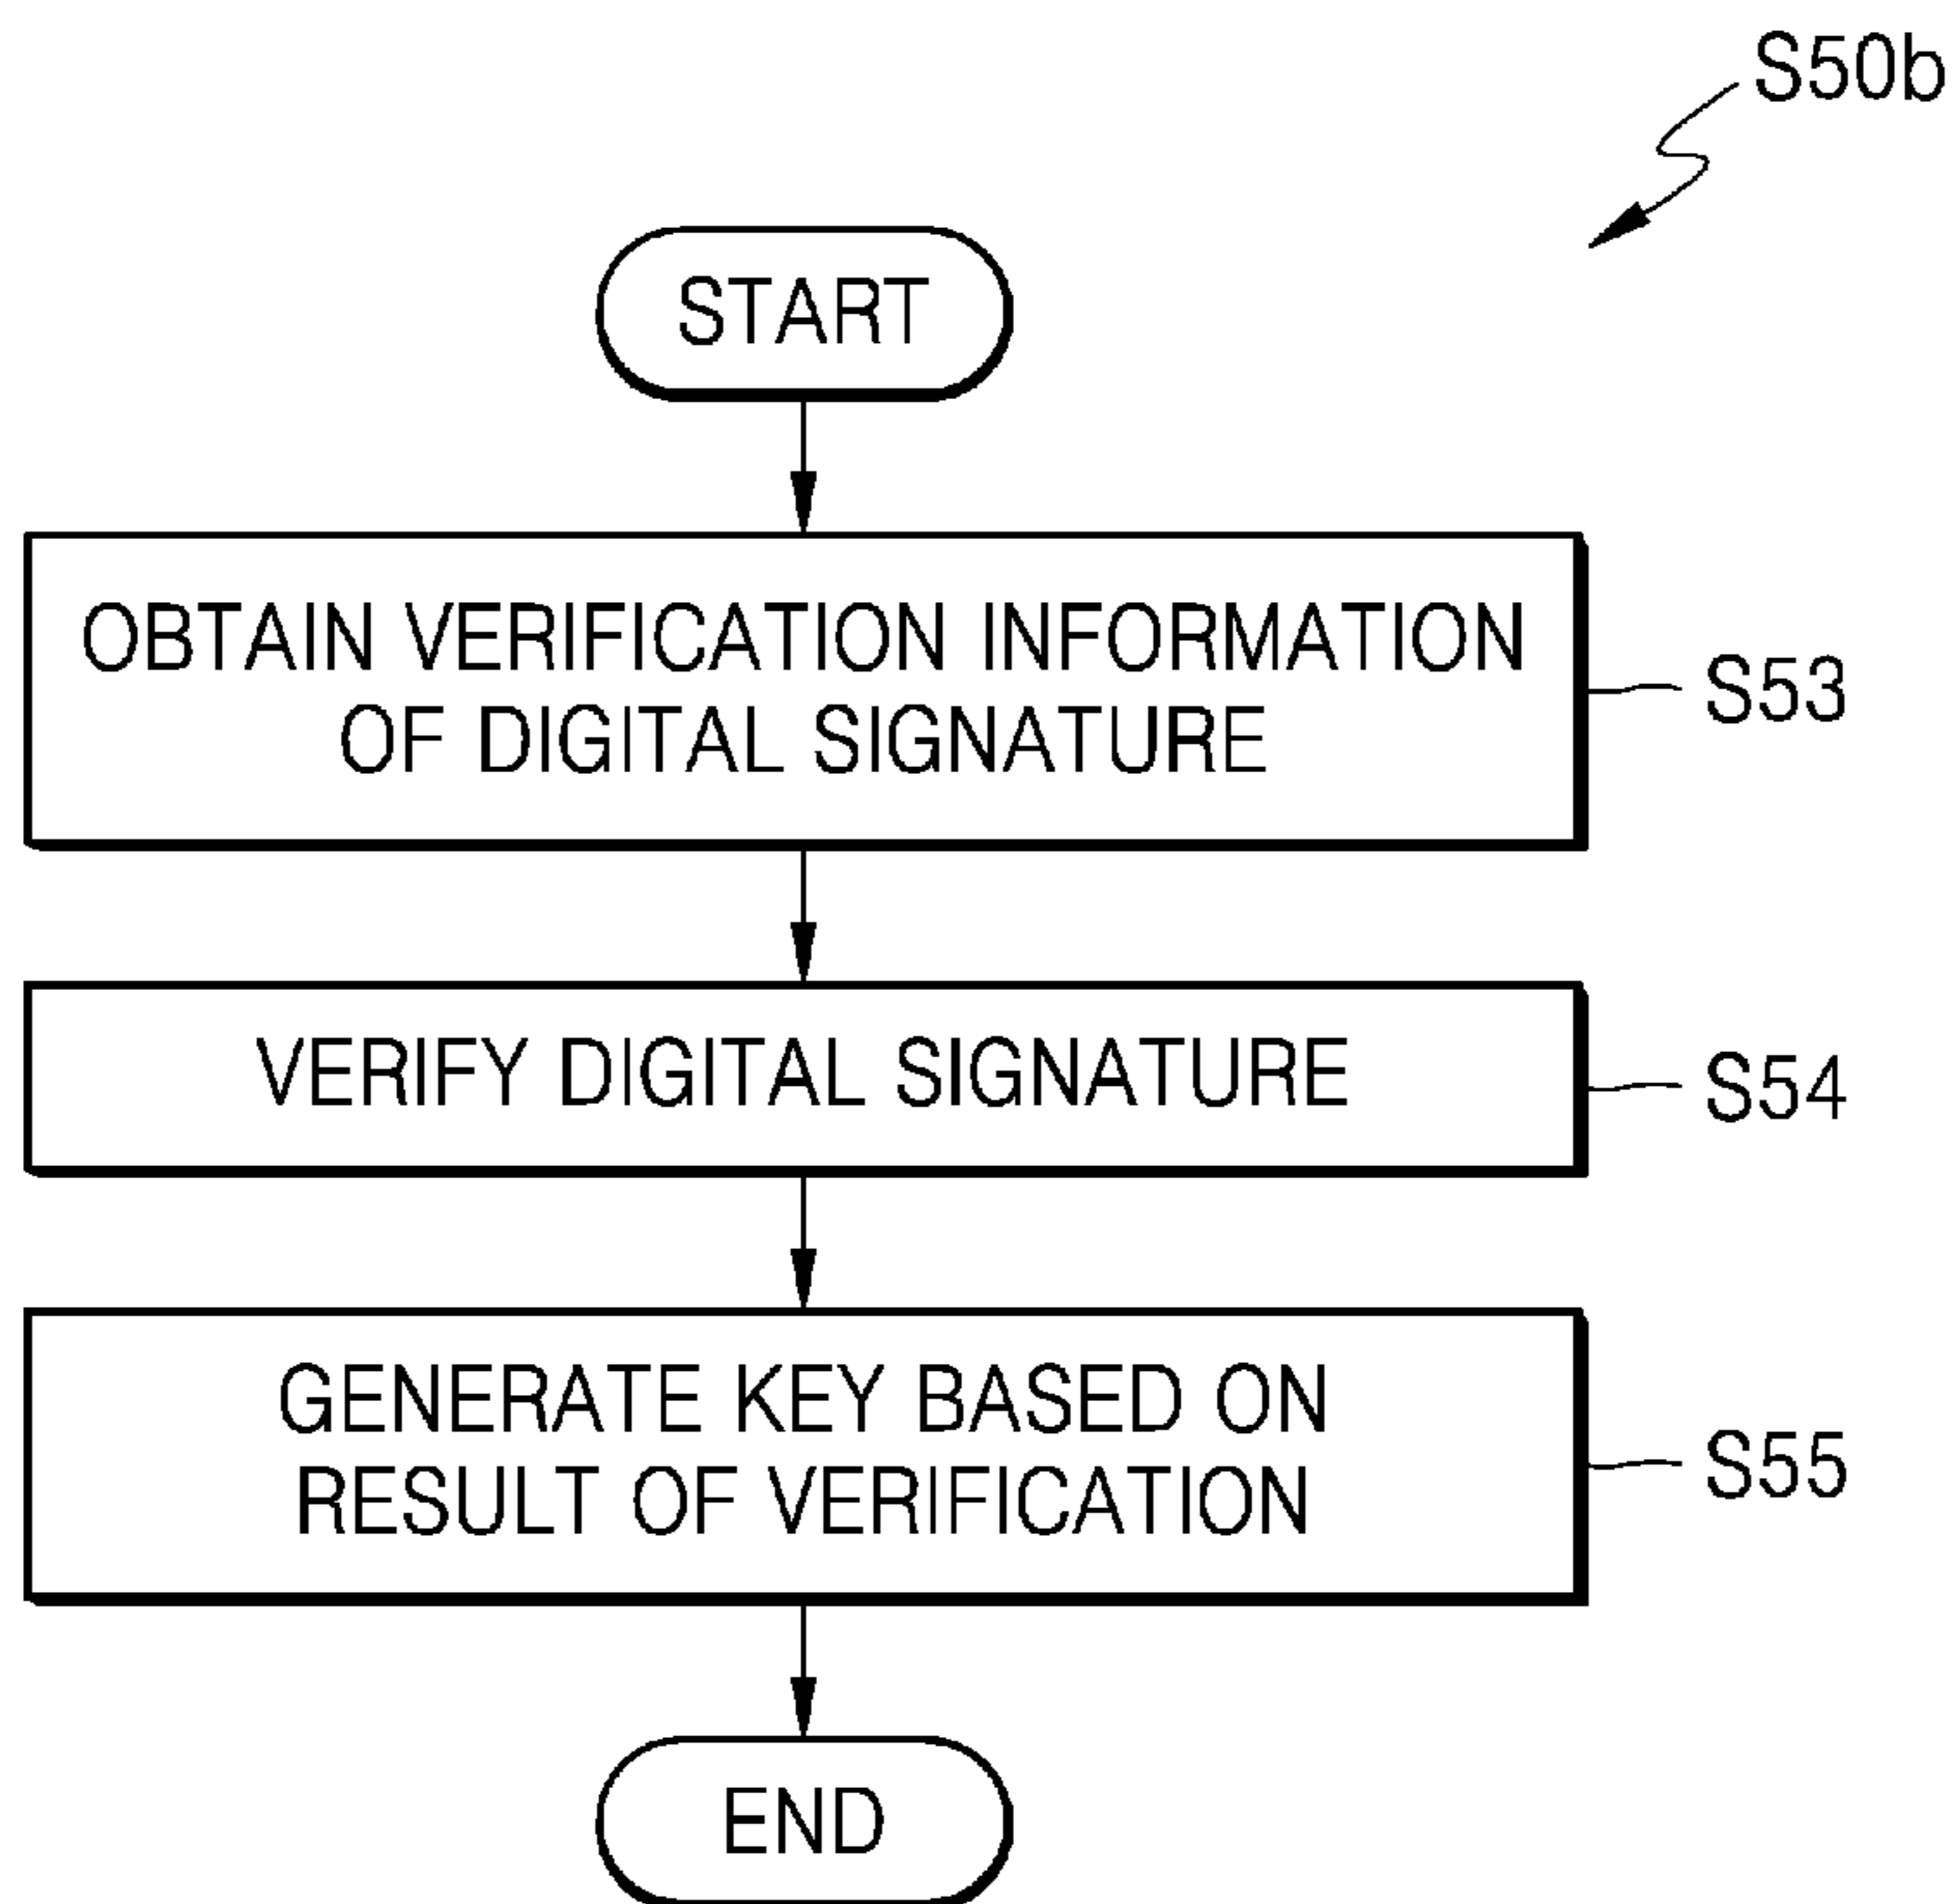 S50b
START
OBTAIN VERIFICATION INFORMATION
OF DIGITAL SIGNATURE
S53
VERIFY DIGITAL SIGNATURE
S54
GENERATE KEY BASED ON
RESULT OF VERIFICATION
S55
END